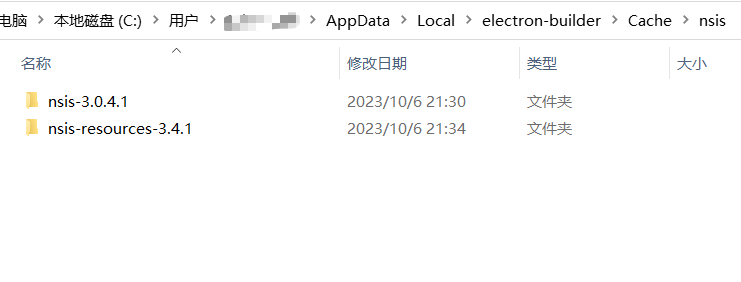 电脑 > 本地磁盘 (C:) > 用户 > > AppData > Local > electron-builder > Cache > nsis
名称 修改日期 类型 大小
nsis-3.0.4.1 2023/10/6 21:30 文件夹
nsis-resources-3.4.1 2023/10/6 21:34 文件夹